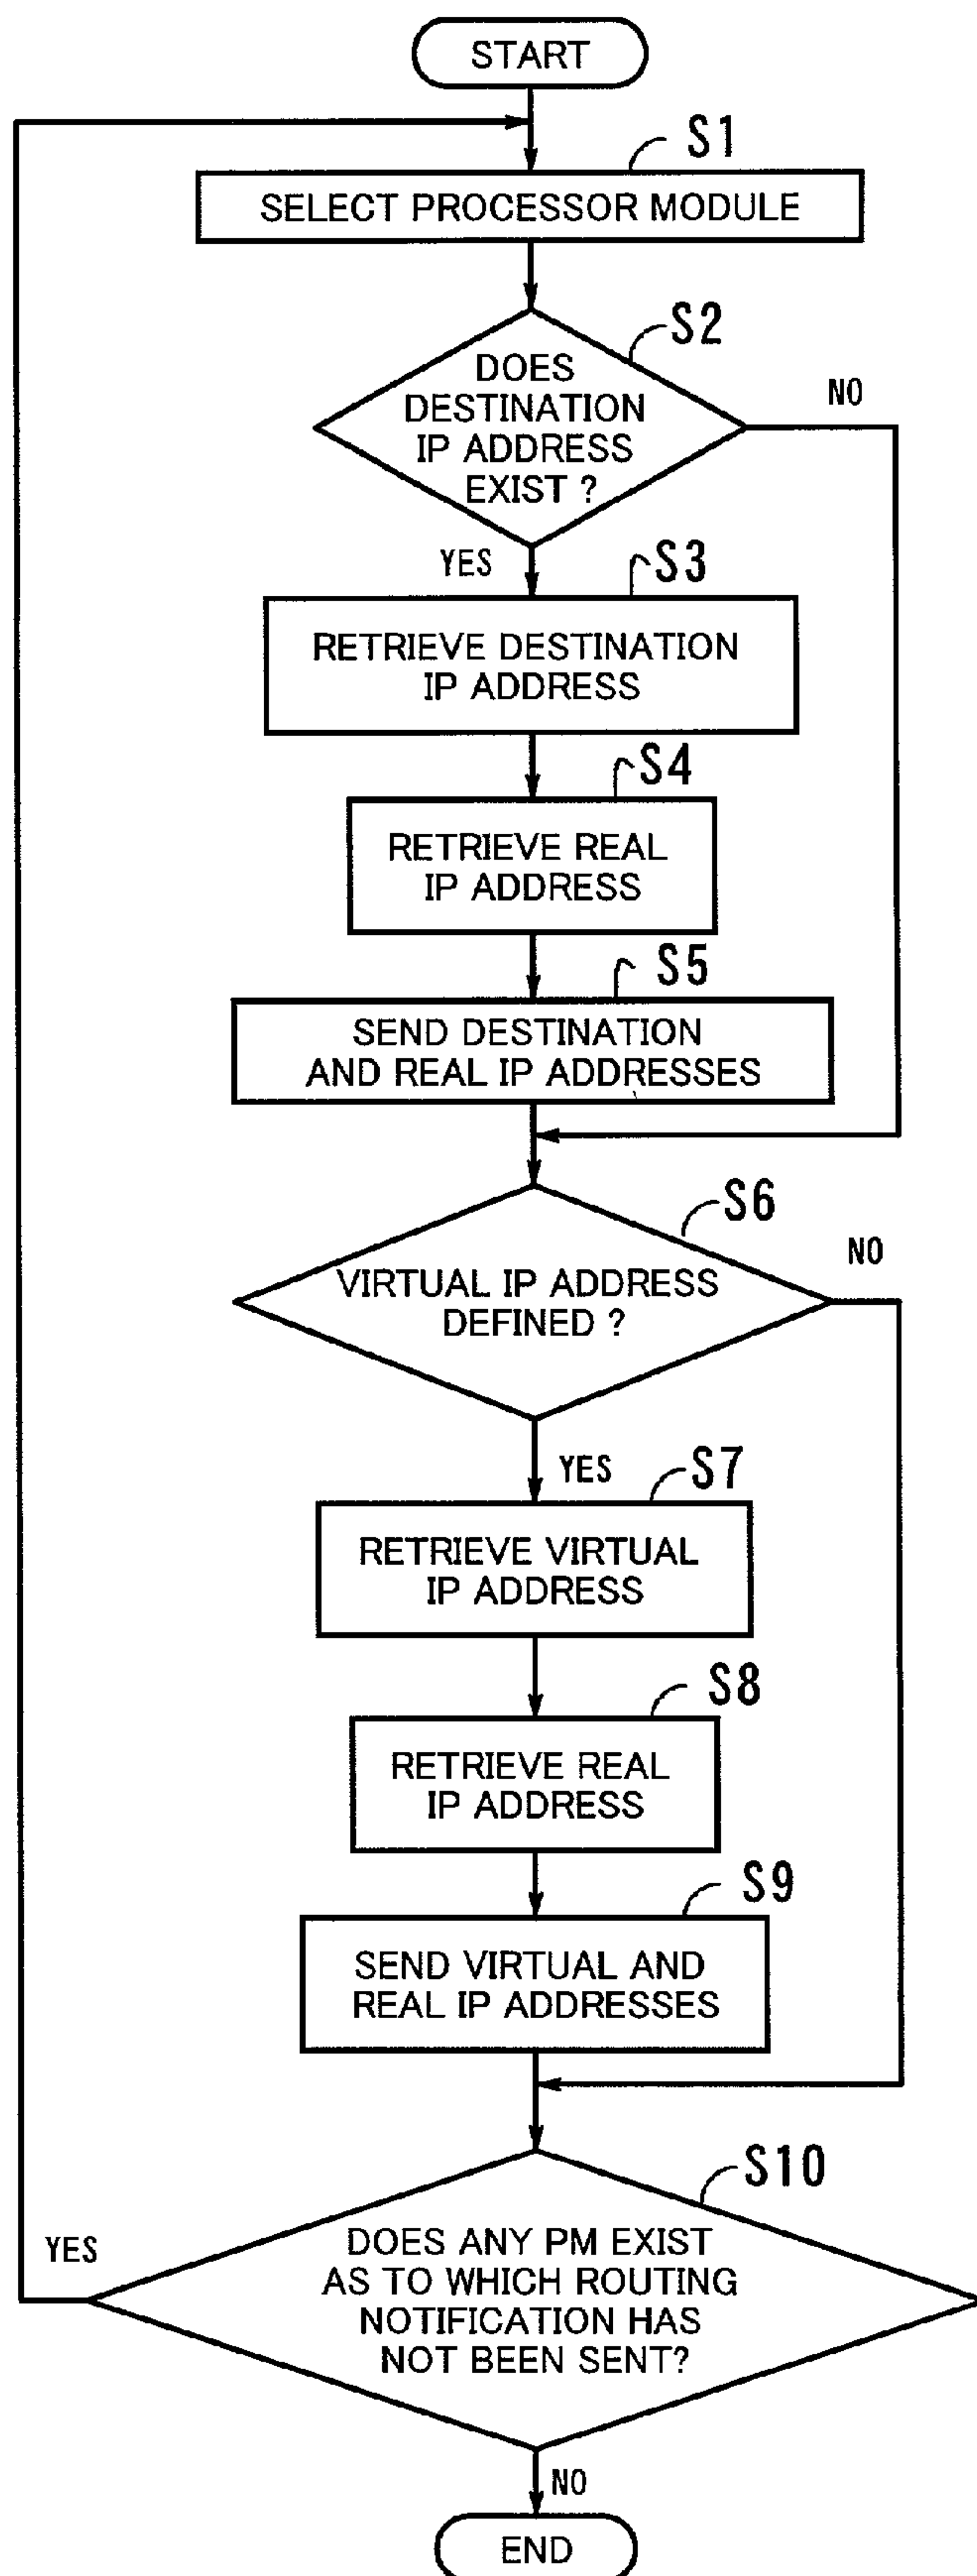 START
S1
SELECT PROCESSOR MODULE
S2
DOES
DESTINATION
IP ADDRESS
EXIST ?
NO
YES
S3
RETRIEVE DESTINATION
IP ADDRESS
S4
RETRIEVE REAL
IP ADDRESS
S5
SEND DESTINATION
AND REAL IP ADDRESSES
S6
NO
VIRTUAL IP ADDRESS
DEFINED ?
YES
S7
RETRIEVE VIRTUAL
IP ADDRESS
S8
RETRIEVE REAL
IP ADDRESS
S9
SEND VIRTUAL AND
REAL IP ADDRESSES
S10
YES
DOES ANY PM EXIST
AS TO WHICH ROUTING
NOTIFICATION HAS
NOT BEEN SENT?
NO
END